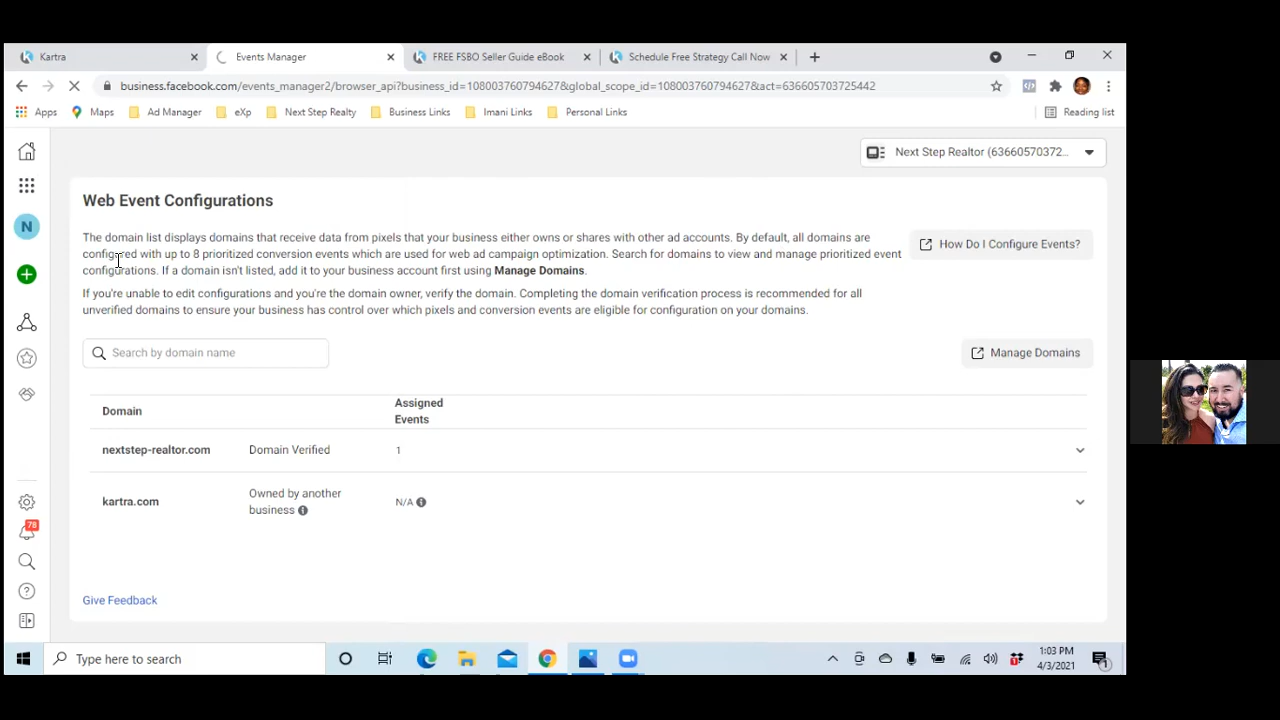 Kartra
Events Manager
FREE FSBO Seller Guide eBook
Schedule Free Strategy Call Now
business.facebook.com/events_manager2/browser_api?business_id=108003760794627&global_scope_id=108003760794627&act=636605703725442
Apps
Maps
Ad Manager
eXp
Next Step Realty
Business Links
Imani Links
Personal Links
Reading list
Next Step Realtor (63660570372...
Web Event Configurations
The domain list displays domains that receive data from pixels that your business either owns or shares with other ad accounts. By default, all domains are
configured with up to 8 prioritized conversion events which are used for web ad campaign optimization. Search for domains to view and manage prioritized event
configurations. If a domain isn't listed, add it to your business account first using Manage Domains.
How Do I Configure Events?
If you're unable to edit configurations and you're the domain owner, verify the domain. Completing the domain verification process is recommended for all
unverified domains to ensure your business has control over which pixels and conversion events are eligible for configuration on your domains.
Search by domain name
Manage Domains
Domain
Assigned
Events
nextstep-realtor.com
Domain Verified
1
kartra.com
Owned by another
business
N/A
Give Feedback
N
78
Type here to search
1:03 PM
4/3/2021
1